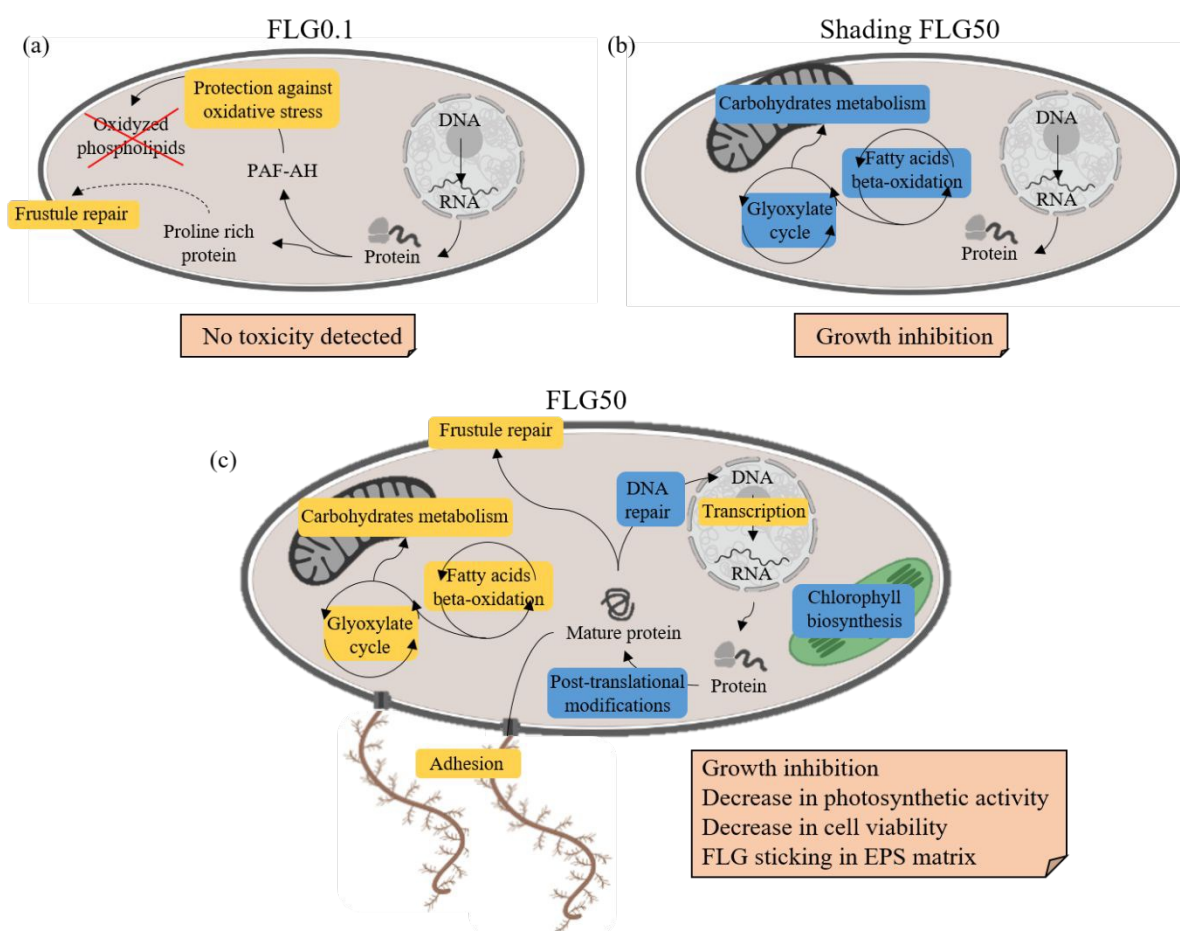 FLG0.1
(a)
Protection against
oxidative stress
Oxidyzed
phospholipids
DNA
PAF-AH
RNA
Frustule repair
Proline rich
protein
Protein
No toxicity detected
Shading FLG50
(b)
Carbohydrates metabolism
DNA
Fatty acids
beta-oxidation
RNA
Glyoxylate
cycle
Protein
Growth inhibition
FLG50
(c)
Frustule repair
DNA
repair
DNA
Transcription
Carbohydrates metabolism
RNA
Fatty acids
beta-oxidation
Chlorophyll
biosynthesis
Glyoxylate
cycle
Mature protein
Post-translational
modifications
Protein
Adhesion
Growth inhibition
Decrease in photosynthetic activity
Decrease in cell viability
FLG sticking in EPS matrix